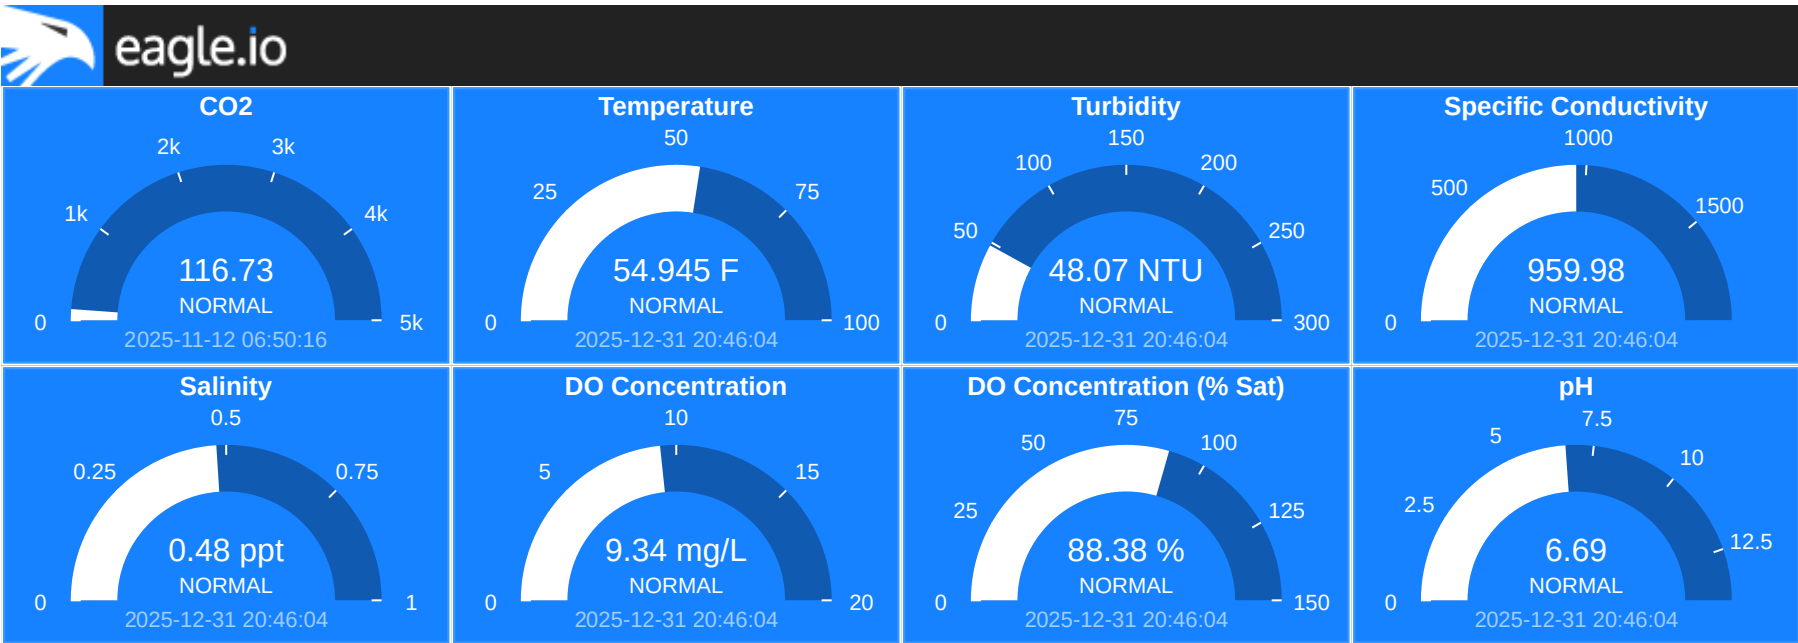 eagle.io
CO2
0
1k
2k
3k
4k
5k
116.73
NORMAL
2025-11-12 06:50:16
Temperature
0
25
50
75
100
54.945 F
NORMAL
2025-12-31 20:46:04
Turbidity
0
50
100
150
200
250
300
48.07 NTU
NORMAL
2025-12-31 20:46:04
Specific Conductivity
0
500
1000
1500
959.98
NORMAL
2025-12-31 20:46:04
Salinity
0
0.25
0.5
0.75
1
0.48 ppt
NORMAL
2025-12-31 20:46:04
DO Concentration
0
5
10
15
20
9.34 mg/L
NORMAL
2025-12-31 20:46:04
DO Concentration (% Sat)
0
25
50
75
100
125
150
88.38 %
NORMAL
2025-12-31 20:46:04
pH
0
2.5
5
7.5
10
12.5
6.69
NORMAL
2025-12-31 20:46:04